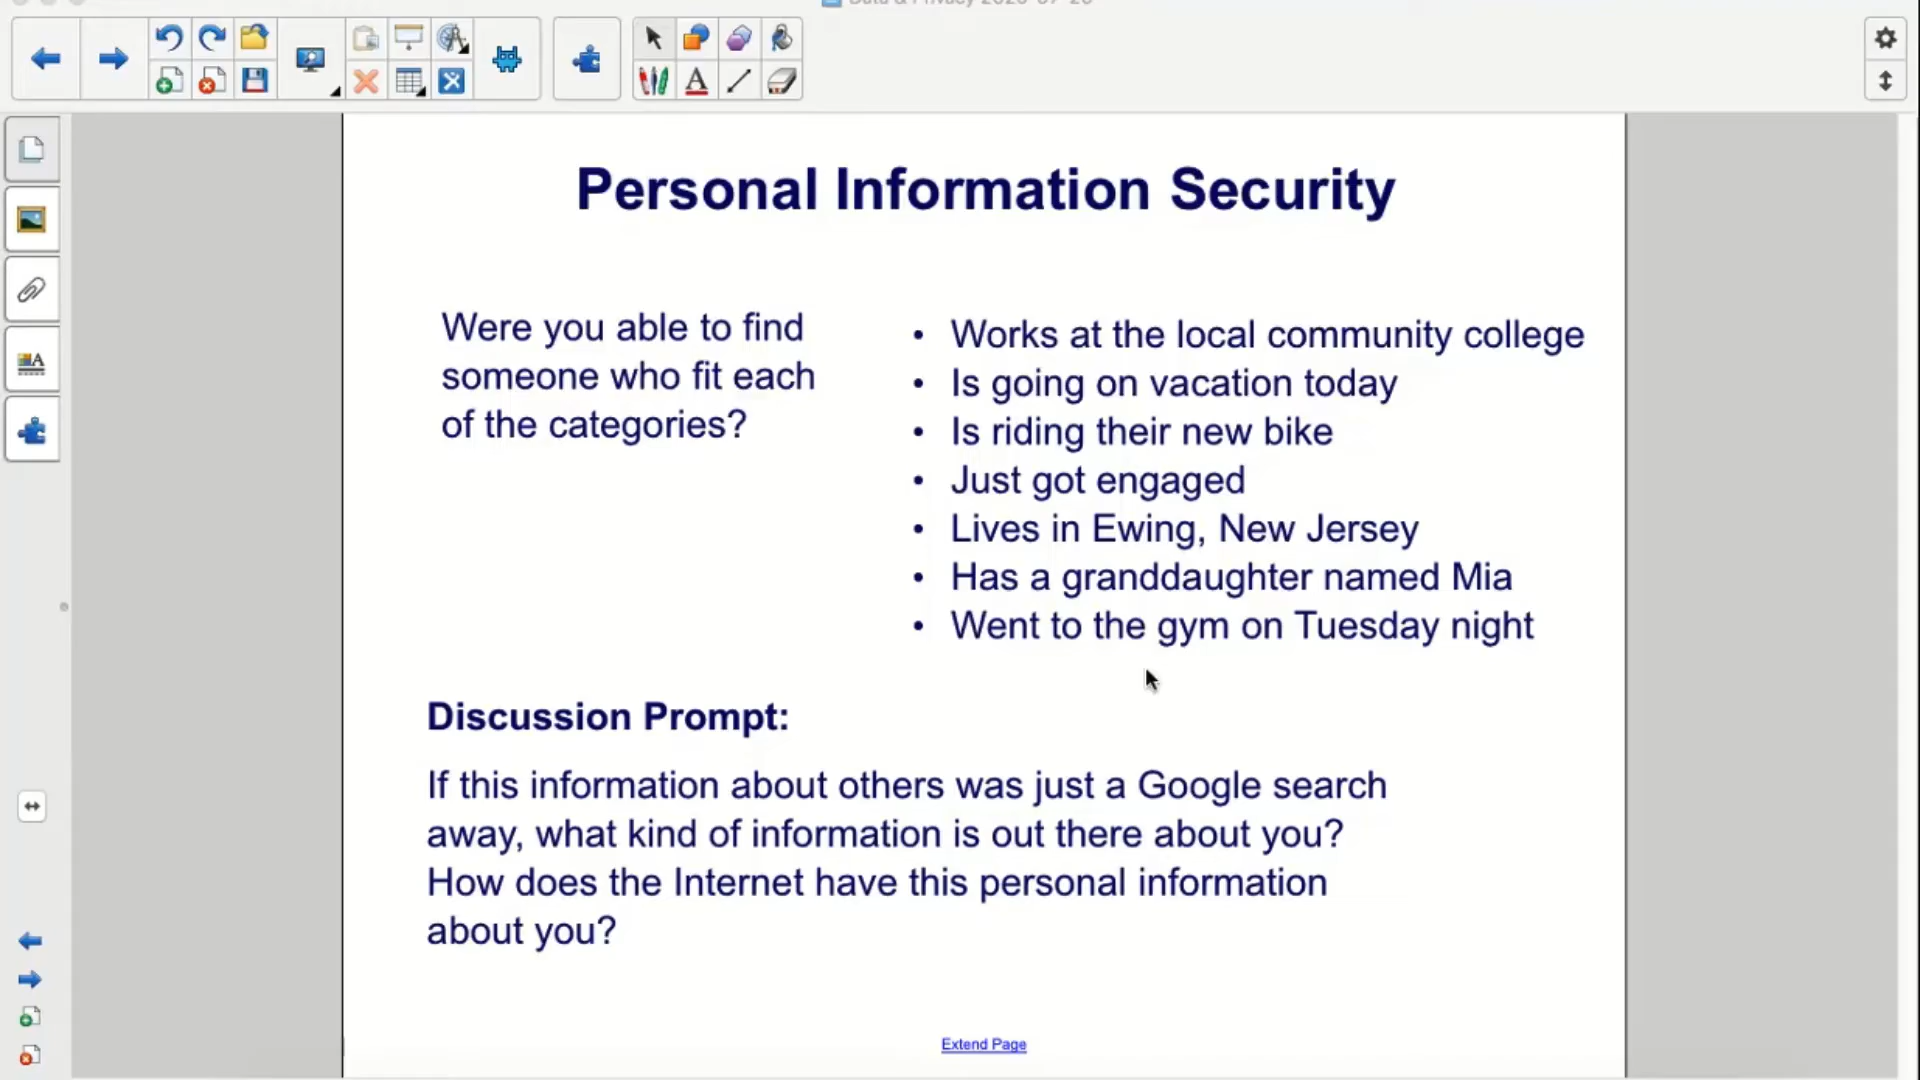 Personal Information Security
Were you able to find
someone who fit each
of the categories?
• Works at the local community college
• Is going on vacation today
• Is riding their new bike
• Just got engaged
• Lives in Ewing, New Jersey
• Has a granddaughter named Mia
• Went to the gym on Tuesday night
Discussion Prompt:
If this information about others was just a Google search
away, what kind of information is out there about you?
How does the Internet have this personal information
about you?
Extend Page